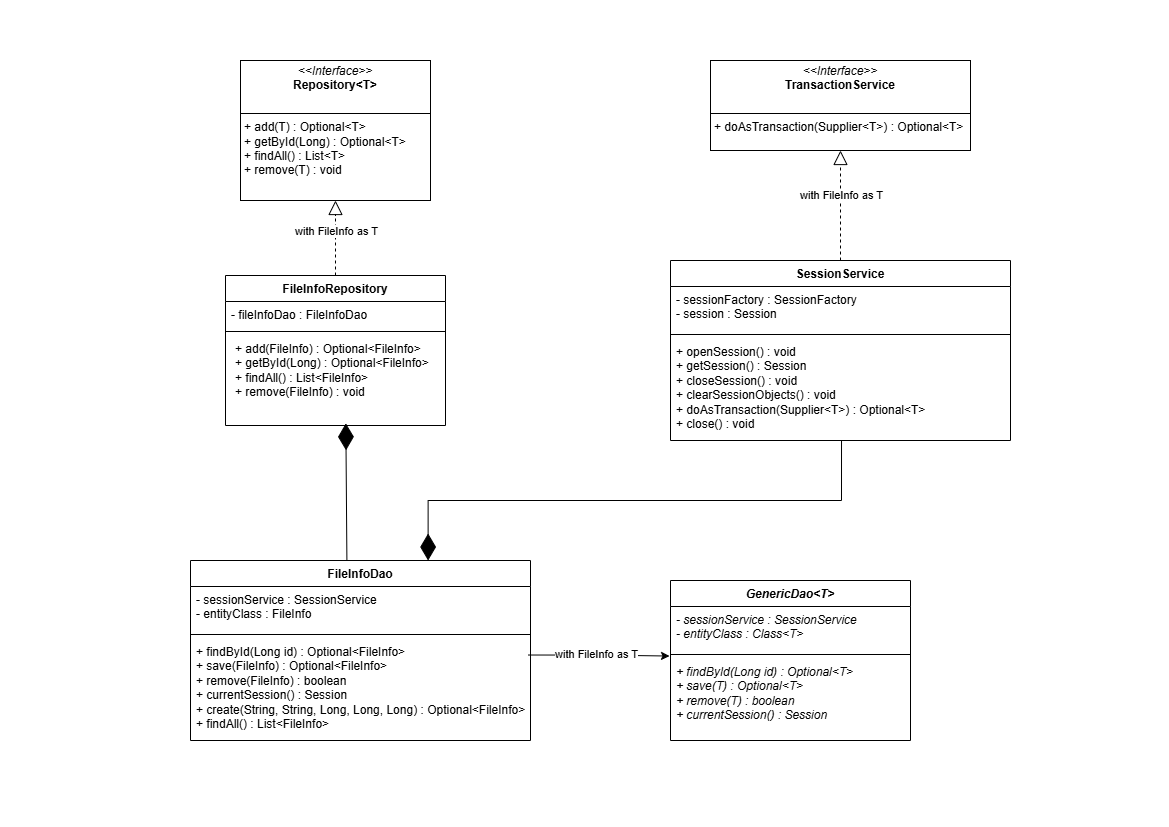 <<Interface>>
Repository<T>
+ add(T) : Optional<T>
+ getById(Long) : Optional<T>
+ findAll() : List<T>
+ remove(T) : void
<<Interface>>
TransactionService
+ doAsTransaction(Supplier<T>) : Optional<T>
with FileInfo as T
with FileInfo as T
FileInfoRepository
- fileInfoDao : FileInfoDao
+ add(FileInfo) : Optional<FileInfo>
+ getById(Long) : Optional<FileInfo>
+ findAll() : List<FileInfo>
+ remove(FileInfo) : void
SessionService
- sessionFactory : SessionFactory
- session : Session
+ openSession() : void
+ getSession() : Session
+ closeSession() : void
+ clearSessionObjects() : void
+ doAsTransaction(Supplier<T>) : Optional<T>
+ close() : void
FileInfoDao
- sessionService : SessionService
- entityClass : FileInfo
+ findById(Long id) : Optional<FileInfo>
+ save(FileInfo) : Optional<FileInfo>
+ remove(FileInfo) : boolean
+ currentSession() : Session
+ create(String, String, Long, Long, Long) : Optional<FileInfo>
+ findAll() : List<FileInfo>
with FileInfo as T
GenericDao<T>
- sessionService : SessionService
- entityClass : Class<T>
+ findById(Long id) : Optional<T>
+ save(T) : Optional<T>
+ remove(T) : boolean
+ currentSession() : Session